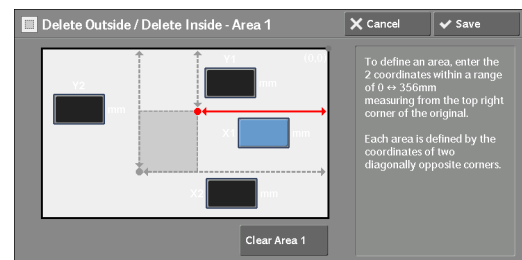 Delete Outside / Delete Inside - Area 1
Cancel
Save
Y1
(0,0)
Y2
mm
mm
X1
mm
X2
mm
Clear Area 1
To define an area, enter the
2 coordinates within a range
of 0 ↔ 356mm
measuring from the top right
corner of the original.
Each area is defined by the
coordinates of two
diagonally opposite corners.